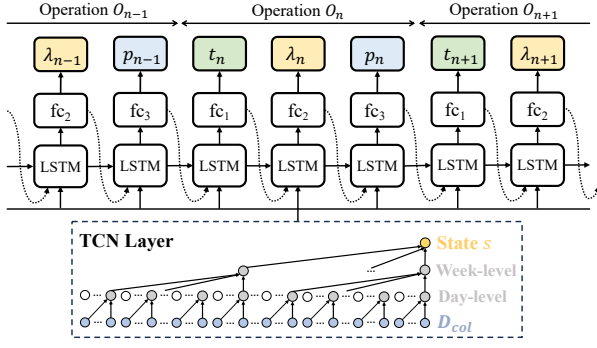 Operation O_{n-1} Operation O_n Operation O_{n+1}
λ_{n-1} p_{n-1} t_n λ_n p_n t_{n+1} λ_{n+1}
fc_2 fc_3 fc_1 fc_2 fc_3 fc_1 fc_2
LSTM LSTM LSTM LSTM LSTM LSTM LSTM
TCN Layer
State s
Week-level
Day-level
D_{col}